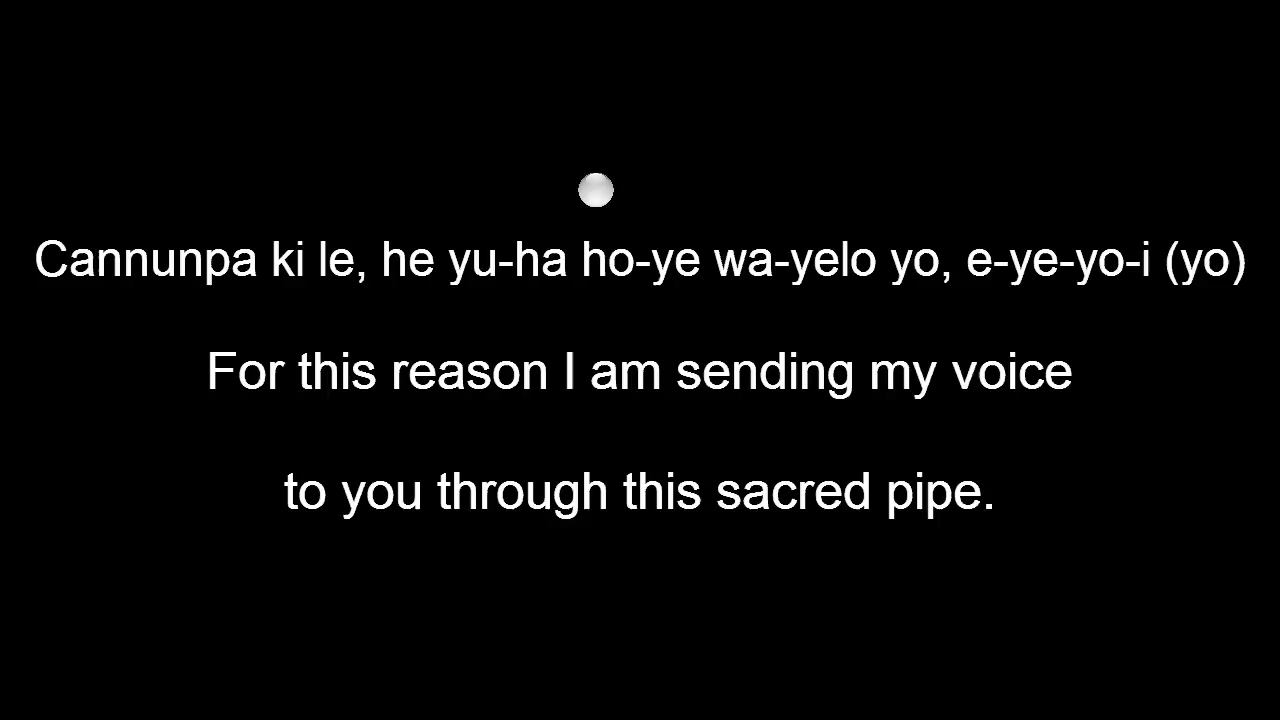 Cannunpa ki le, he yu-ha ho-ye wa-yelo yo, e-ye-yo-i (yo)
For this reason I am sending my voice
to you through this sacred pipe.